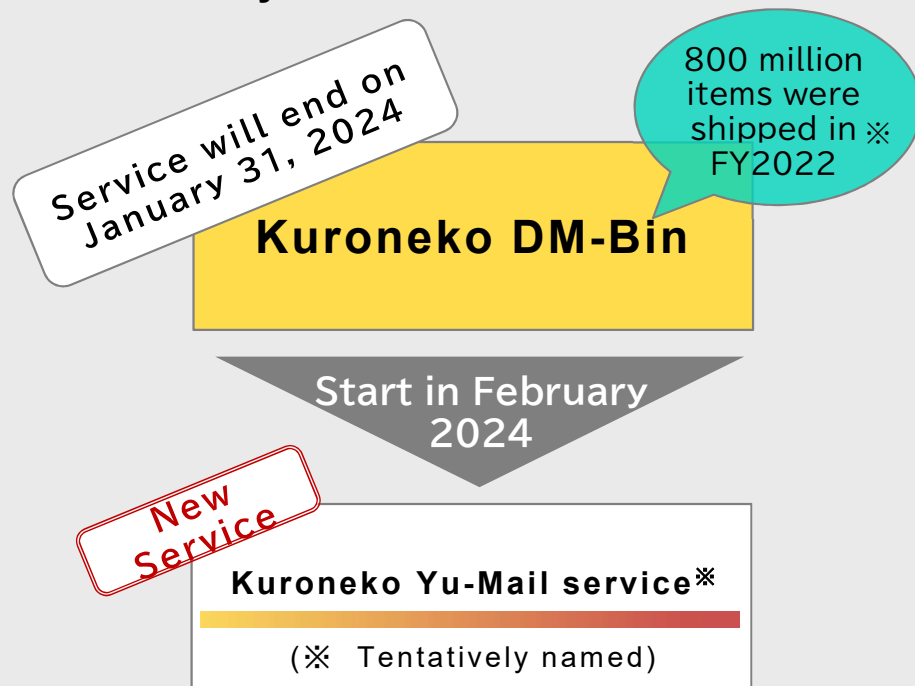 Service will end on
January 31, 2024
800 million
items were
shipped in ※
FY2022
Kuroneko DM-Bin
Start in February
2024
New
Service
Kuroneko Yu-Mail service※
(※ Tentatively named)